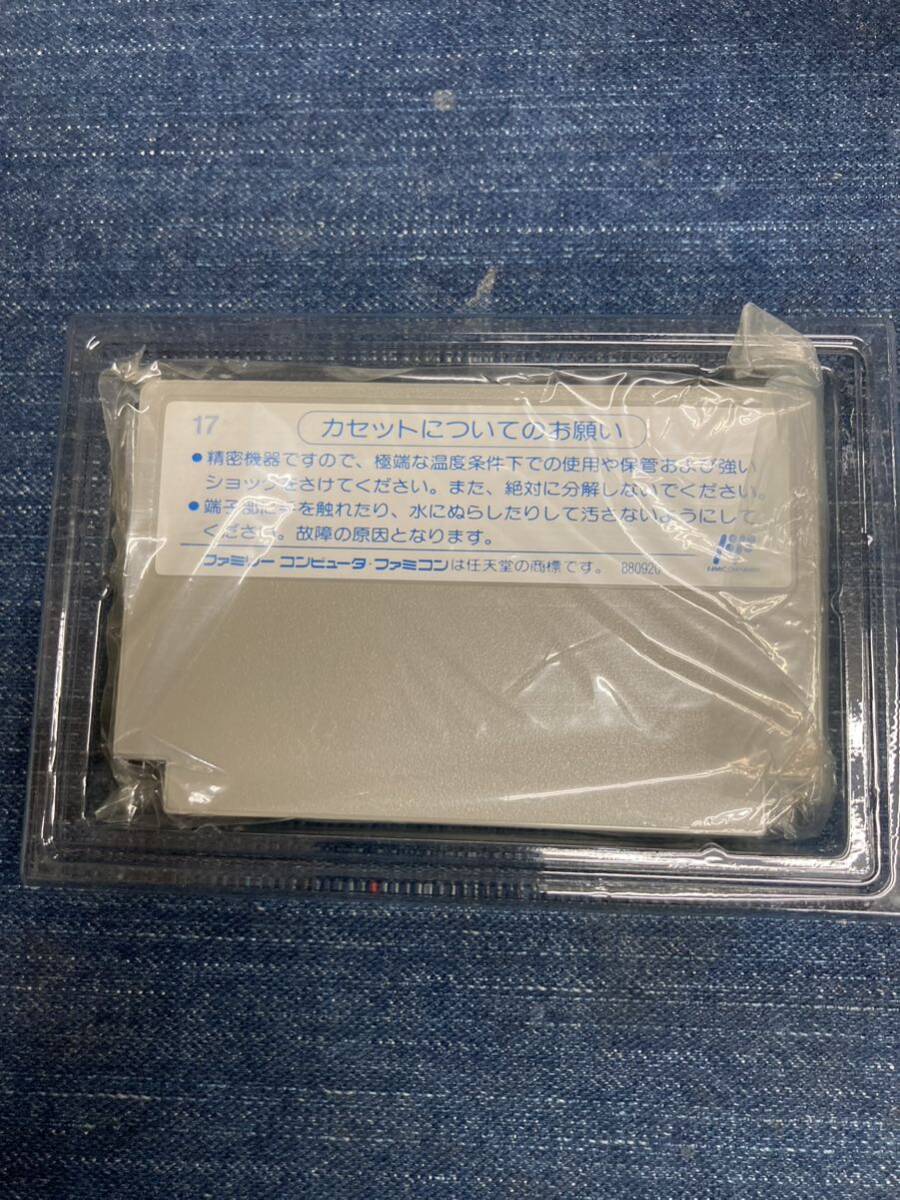 17
カセットについてのお願い
●精密機器ですので、極端な温度条件下での使用や保管および強い
ショックをさけてください。また、絶対に分解しないでください。
●端子部に手を触れたり、水にぬらしたりして汚さないようにして
ください。故障の原因となります。
ファミリー コンピュータ・ファミコンは任天堂の商標です。 880920